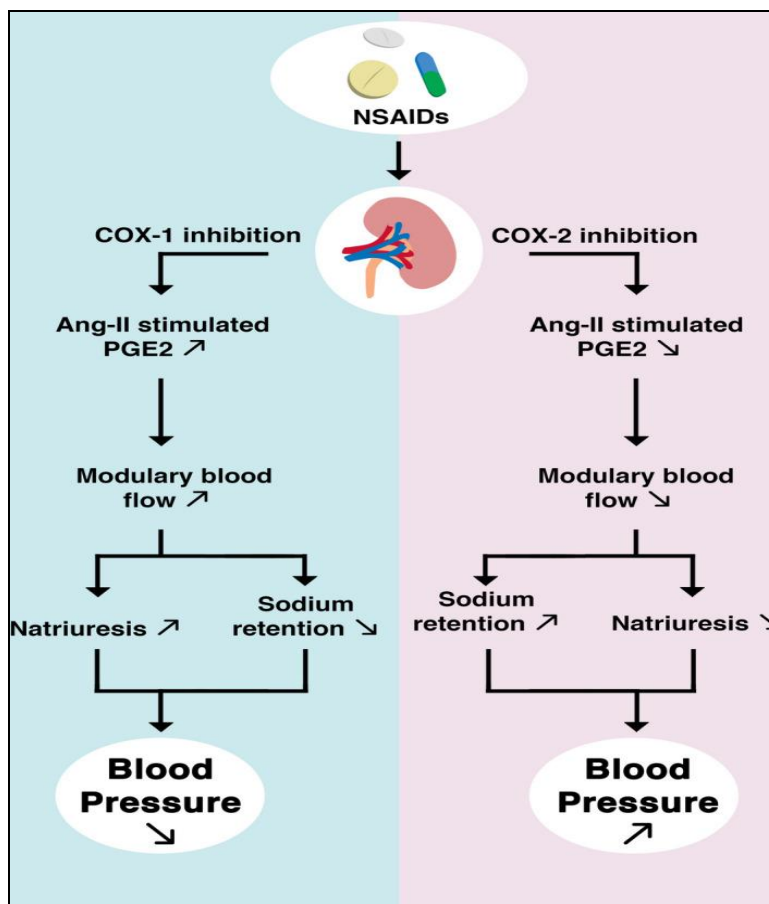 NSAIDs
COX-1 inhibition
Ang-II stimulated
PGE2 ↗
Modulary blood
flow ↗
Natriuresis ↗
Sodium
retention ↘
Blood
Pressure
↘
COX-2 inhibition
Ang-II stimulated
PGE2 ↘
Modulary blood
flow ↘
Sodium
retention ↗
Natriuresis ↘
Blood
Pressure
↗